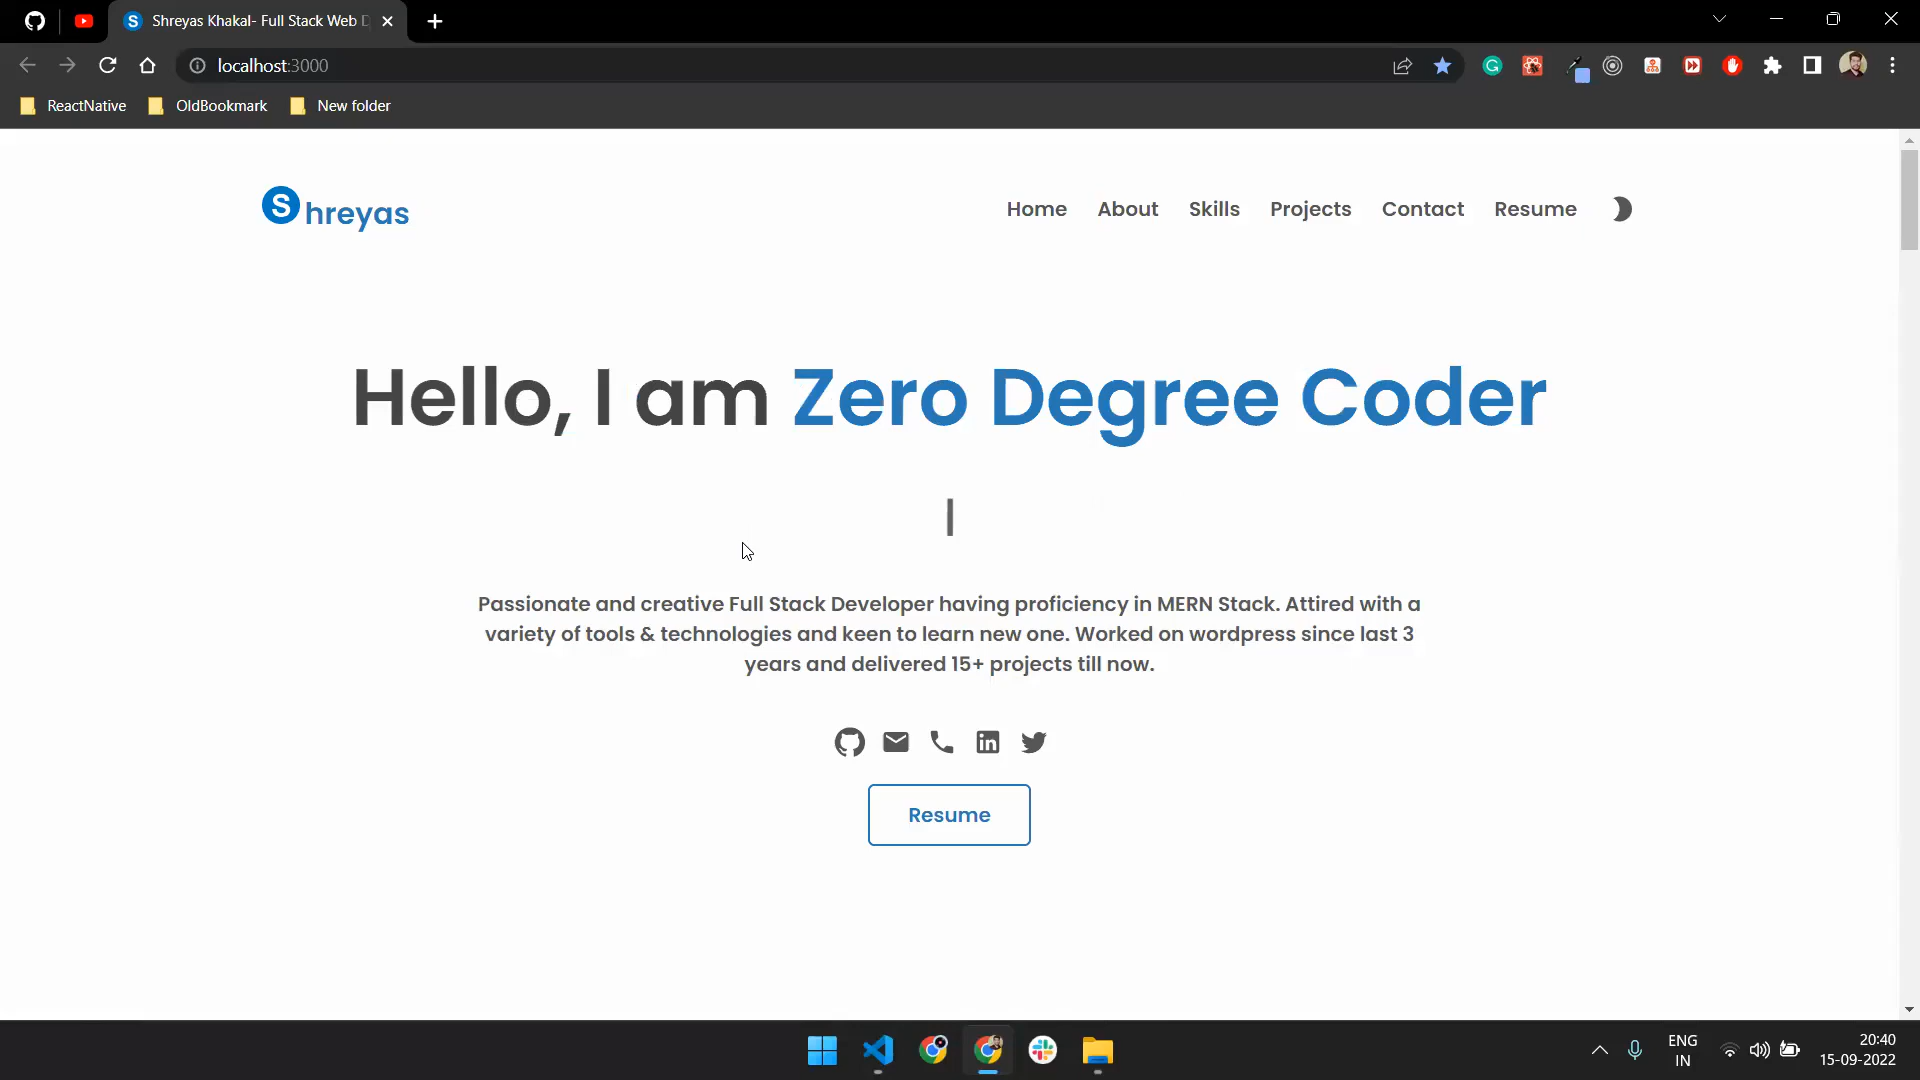 Shreyas Khakal- Full Stack Web D
localhost:3000
ReactNative
OldBookmark
New folder
Shreyas
Home
About
Skills
Projects
Contact
Resume
Hello, I am Zero Degree Coder
Passionate and creative Full Stack Developer having proficiency in MERN Stack. Attired with a
variety of tools & technologies and keen to learn new one. Worked on wordpress since last 3
years and delivered 15+ projects till now.
Resume
ENG
IN
20:40
15-09-2022